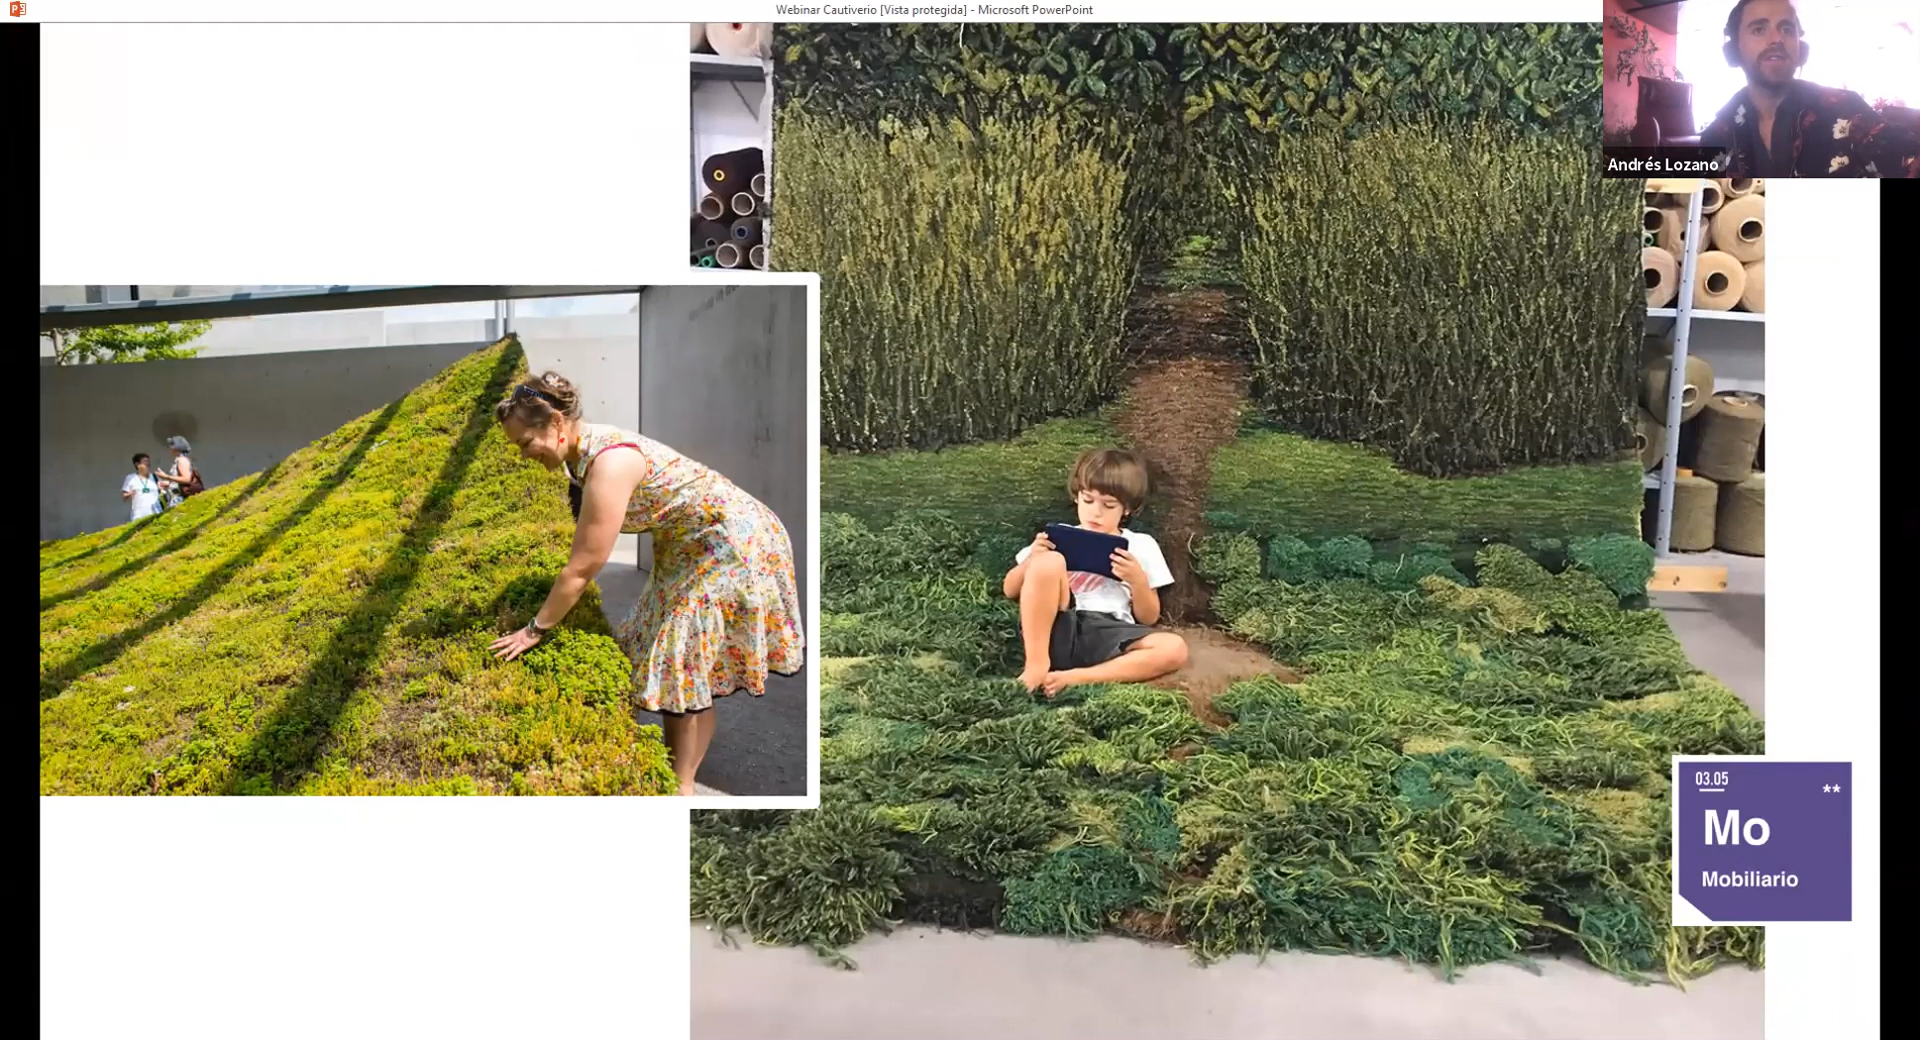 Webinar Cautiverio [Vista protegida] - Microsoft PowerPoint
Andrés Lozano
03.05
**
Mo
Mobiliario